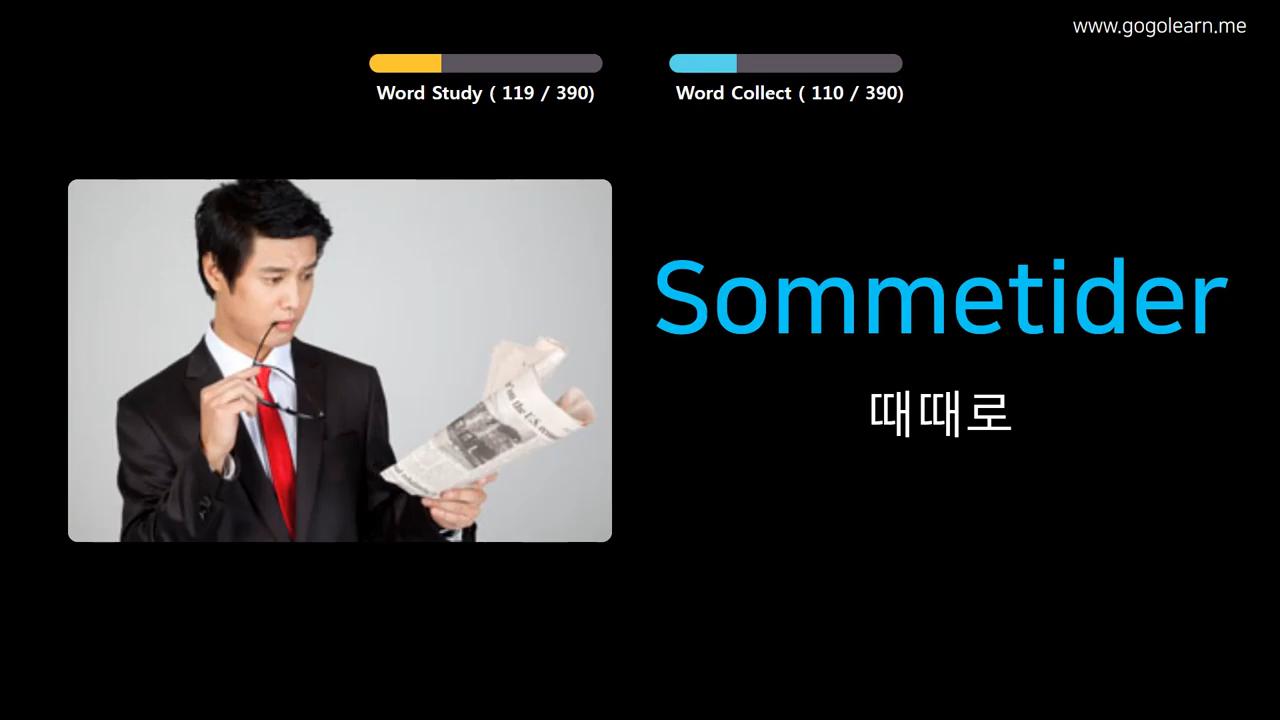 www.gogolearn.me
Word Study ( 119 / 390)
Word Collect ( 110 / 390)
Sommetider
때때로